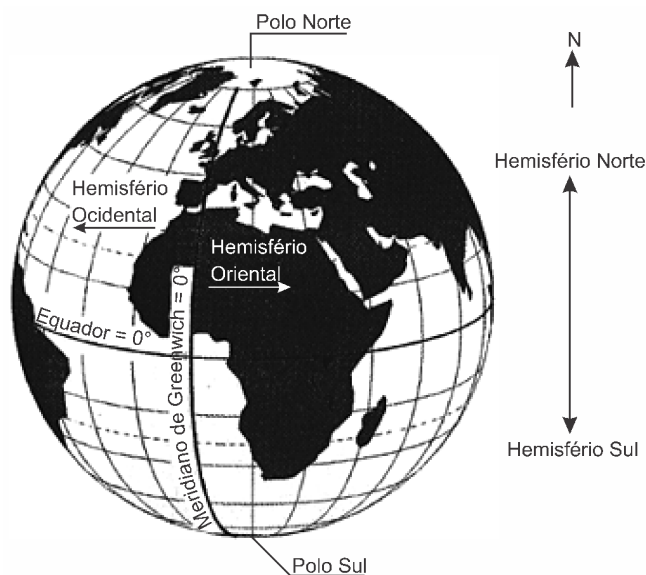 Polo Norte
N
Hemisfério Norte
Hemisfério
Ocidental
Hemisfério
Oriental
Equador = 0°
Meridiano de Greenwich = 0°
Hemisfério Sul
Polo Sul